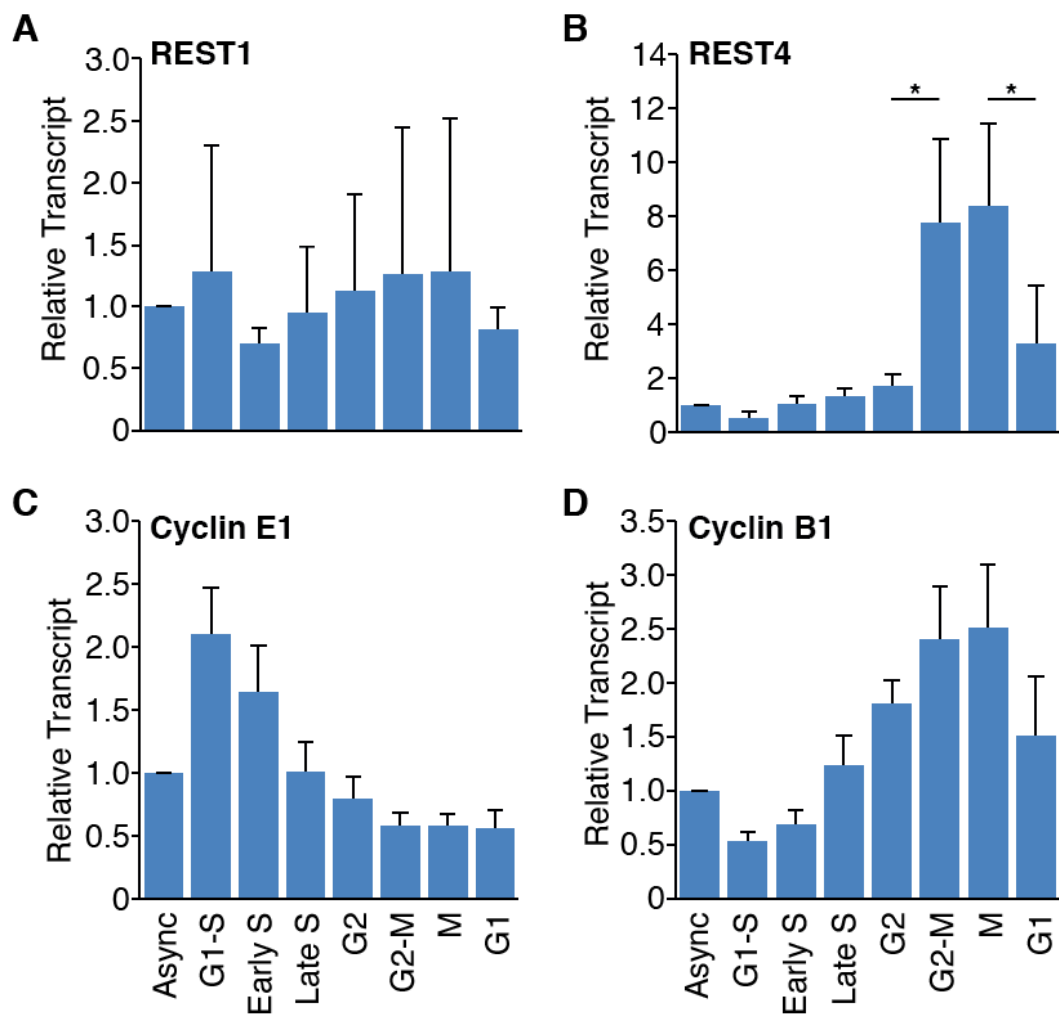 A
REST1
Relative Transcript
3.0
2.5
2.0
1.5
1.0
0.5
0
B
REST4
Relative Transcript
14
12
10
8
6
4
2
0
*
*
C
Cyclin E1
Relative Transcript
3.0
2.5
2.0
1.5
1.0
0.5
0
Async
G1-S
Early S
Late S
G2
G2-M
M
G1
D
Cyclin B1
Relative Transcript
3.5
3.0
2.5
2.0
1.5
1.0
0.5
0
Async
G1-S
Early S
Late S
G2
G2-M
M
G1